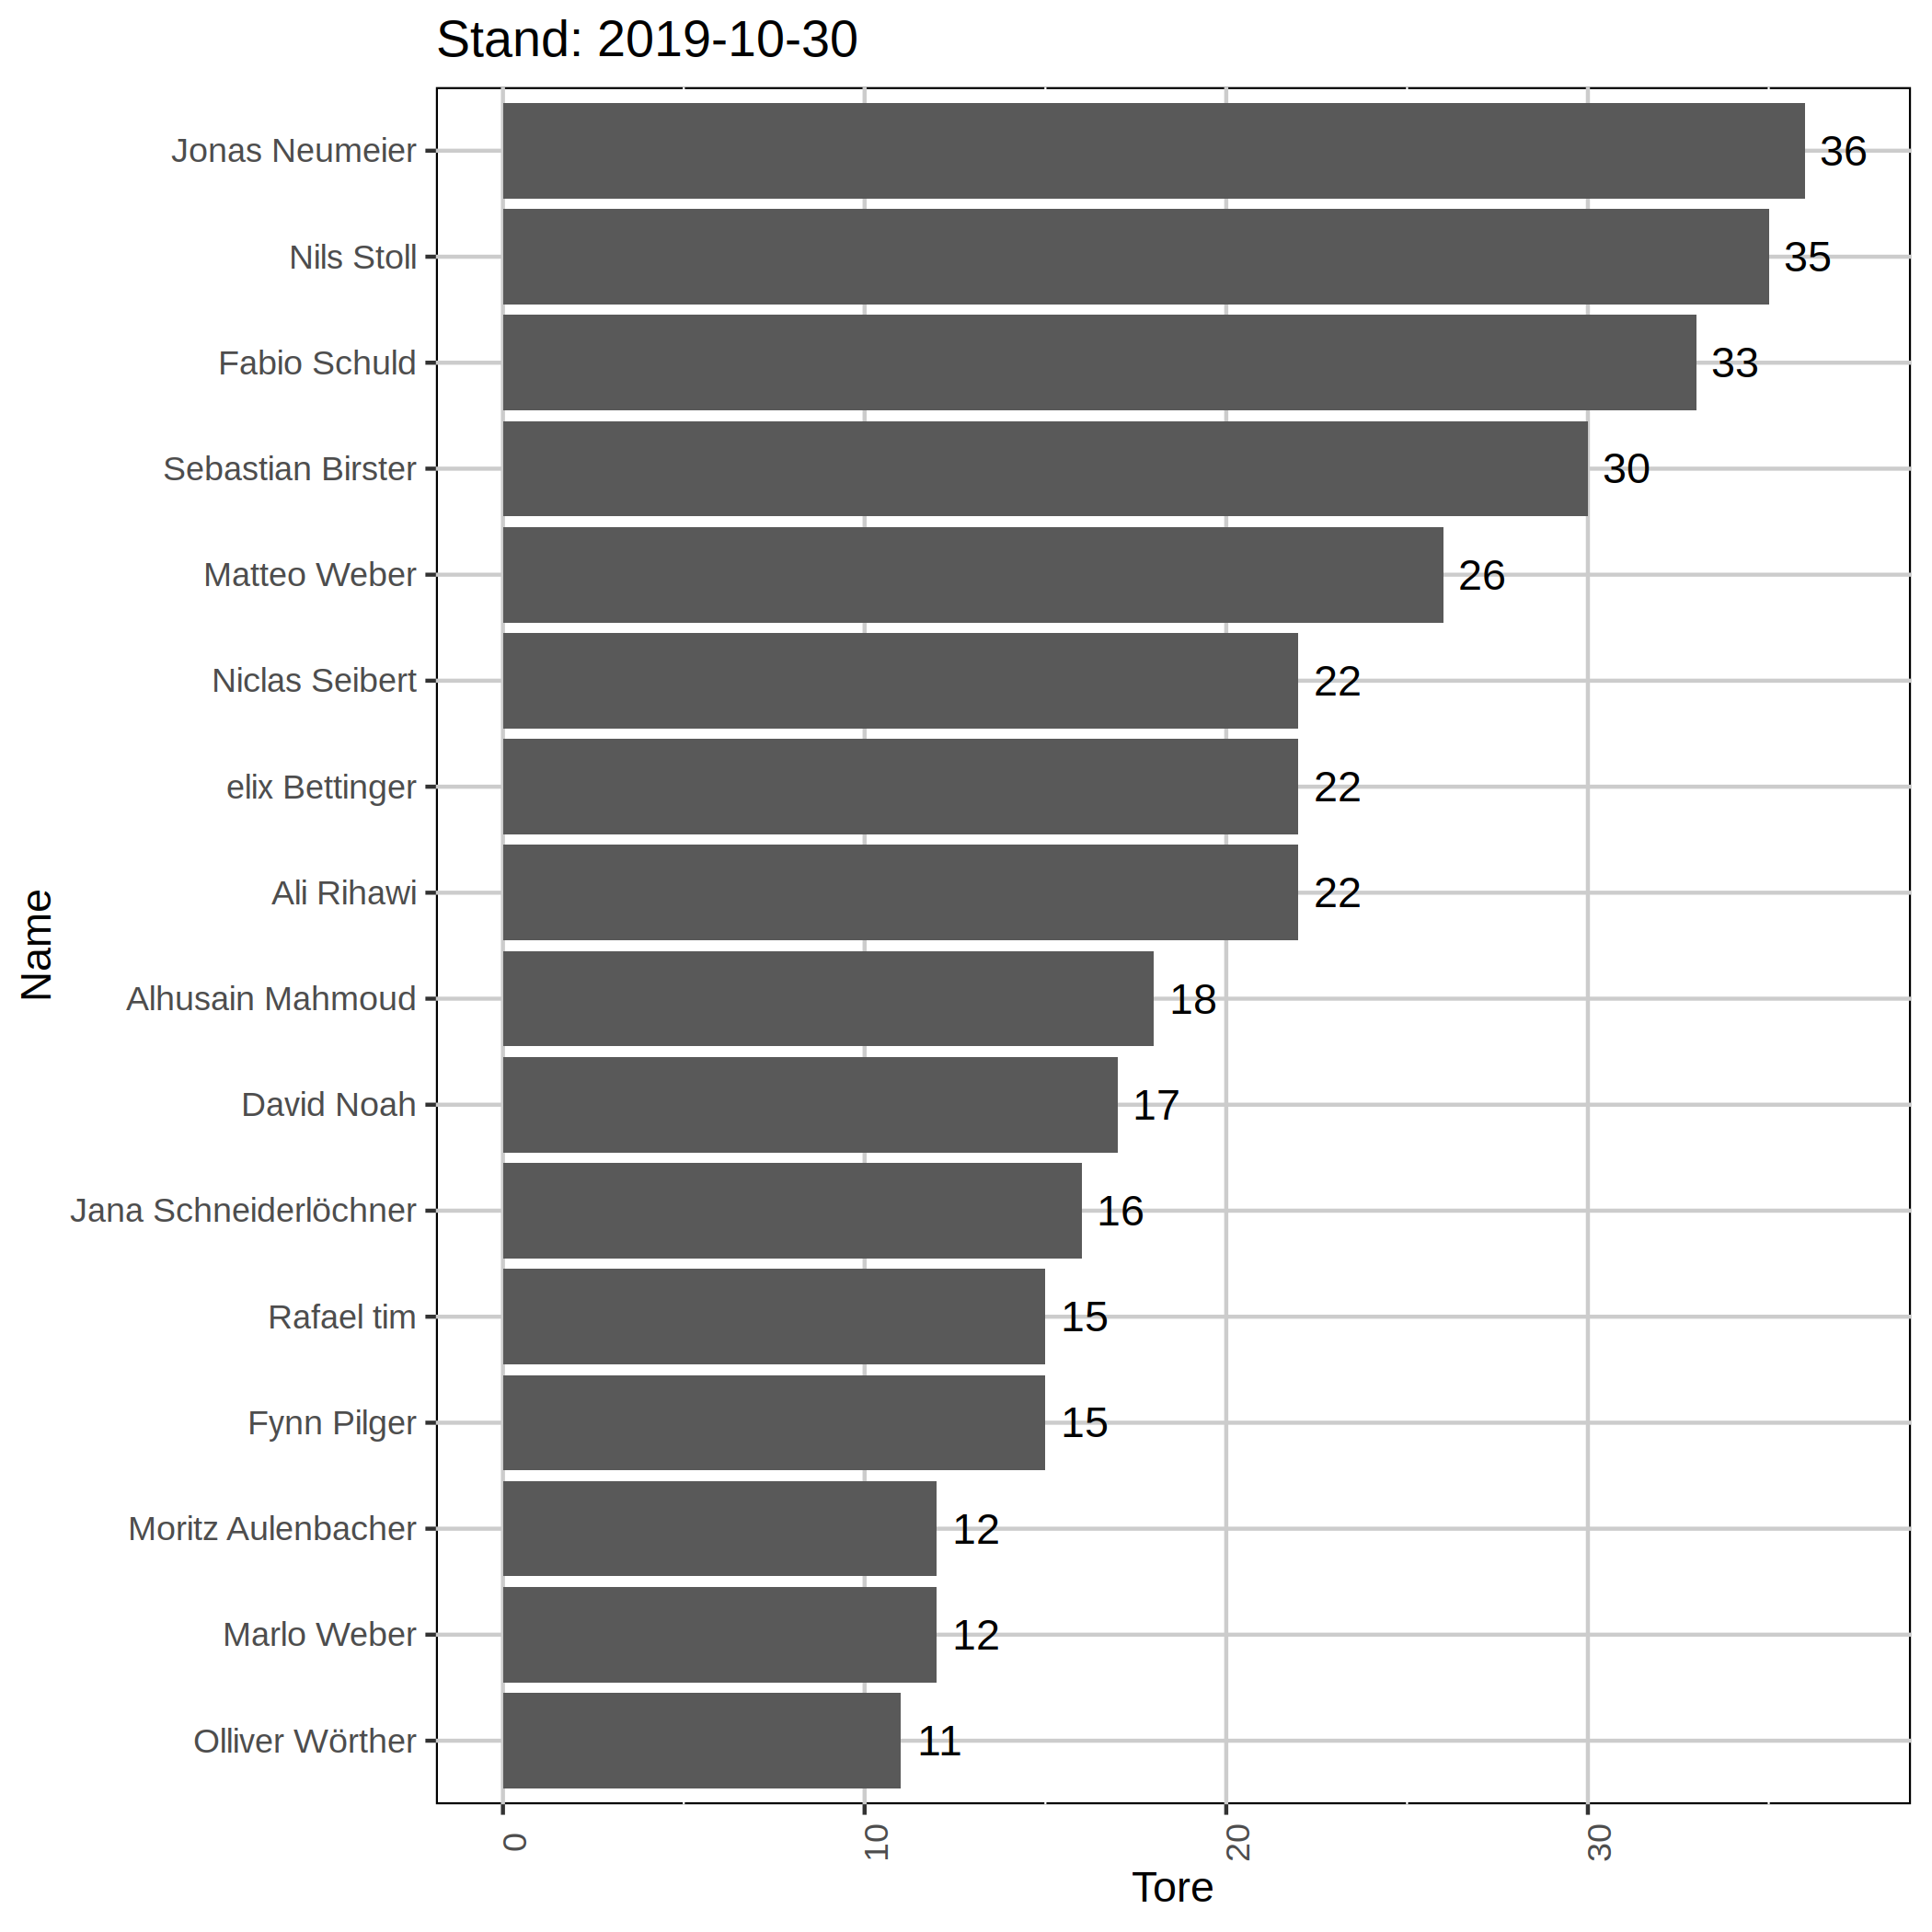 Stand: 2019-10-30
Name
Jonas Neumeier 36
Nils Stoll 35
Fabio Schuld 33
Sebastian Birster 30
Matteo Weber 26
Niclas Seibert 22
elix Bettinger 22
Ali Rihawi 22
Alhusain Mahmoud 18
David Noah 17
Jana Schneiderlöchner 16
Rafael tim 15
Fynn Pilger 15
Moritz Aulenbacher 12
Marlo Weber 12
Olliver Wörther 11
0 10 20 30
Tore